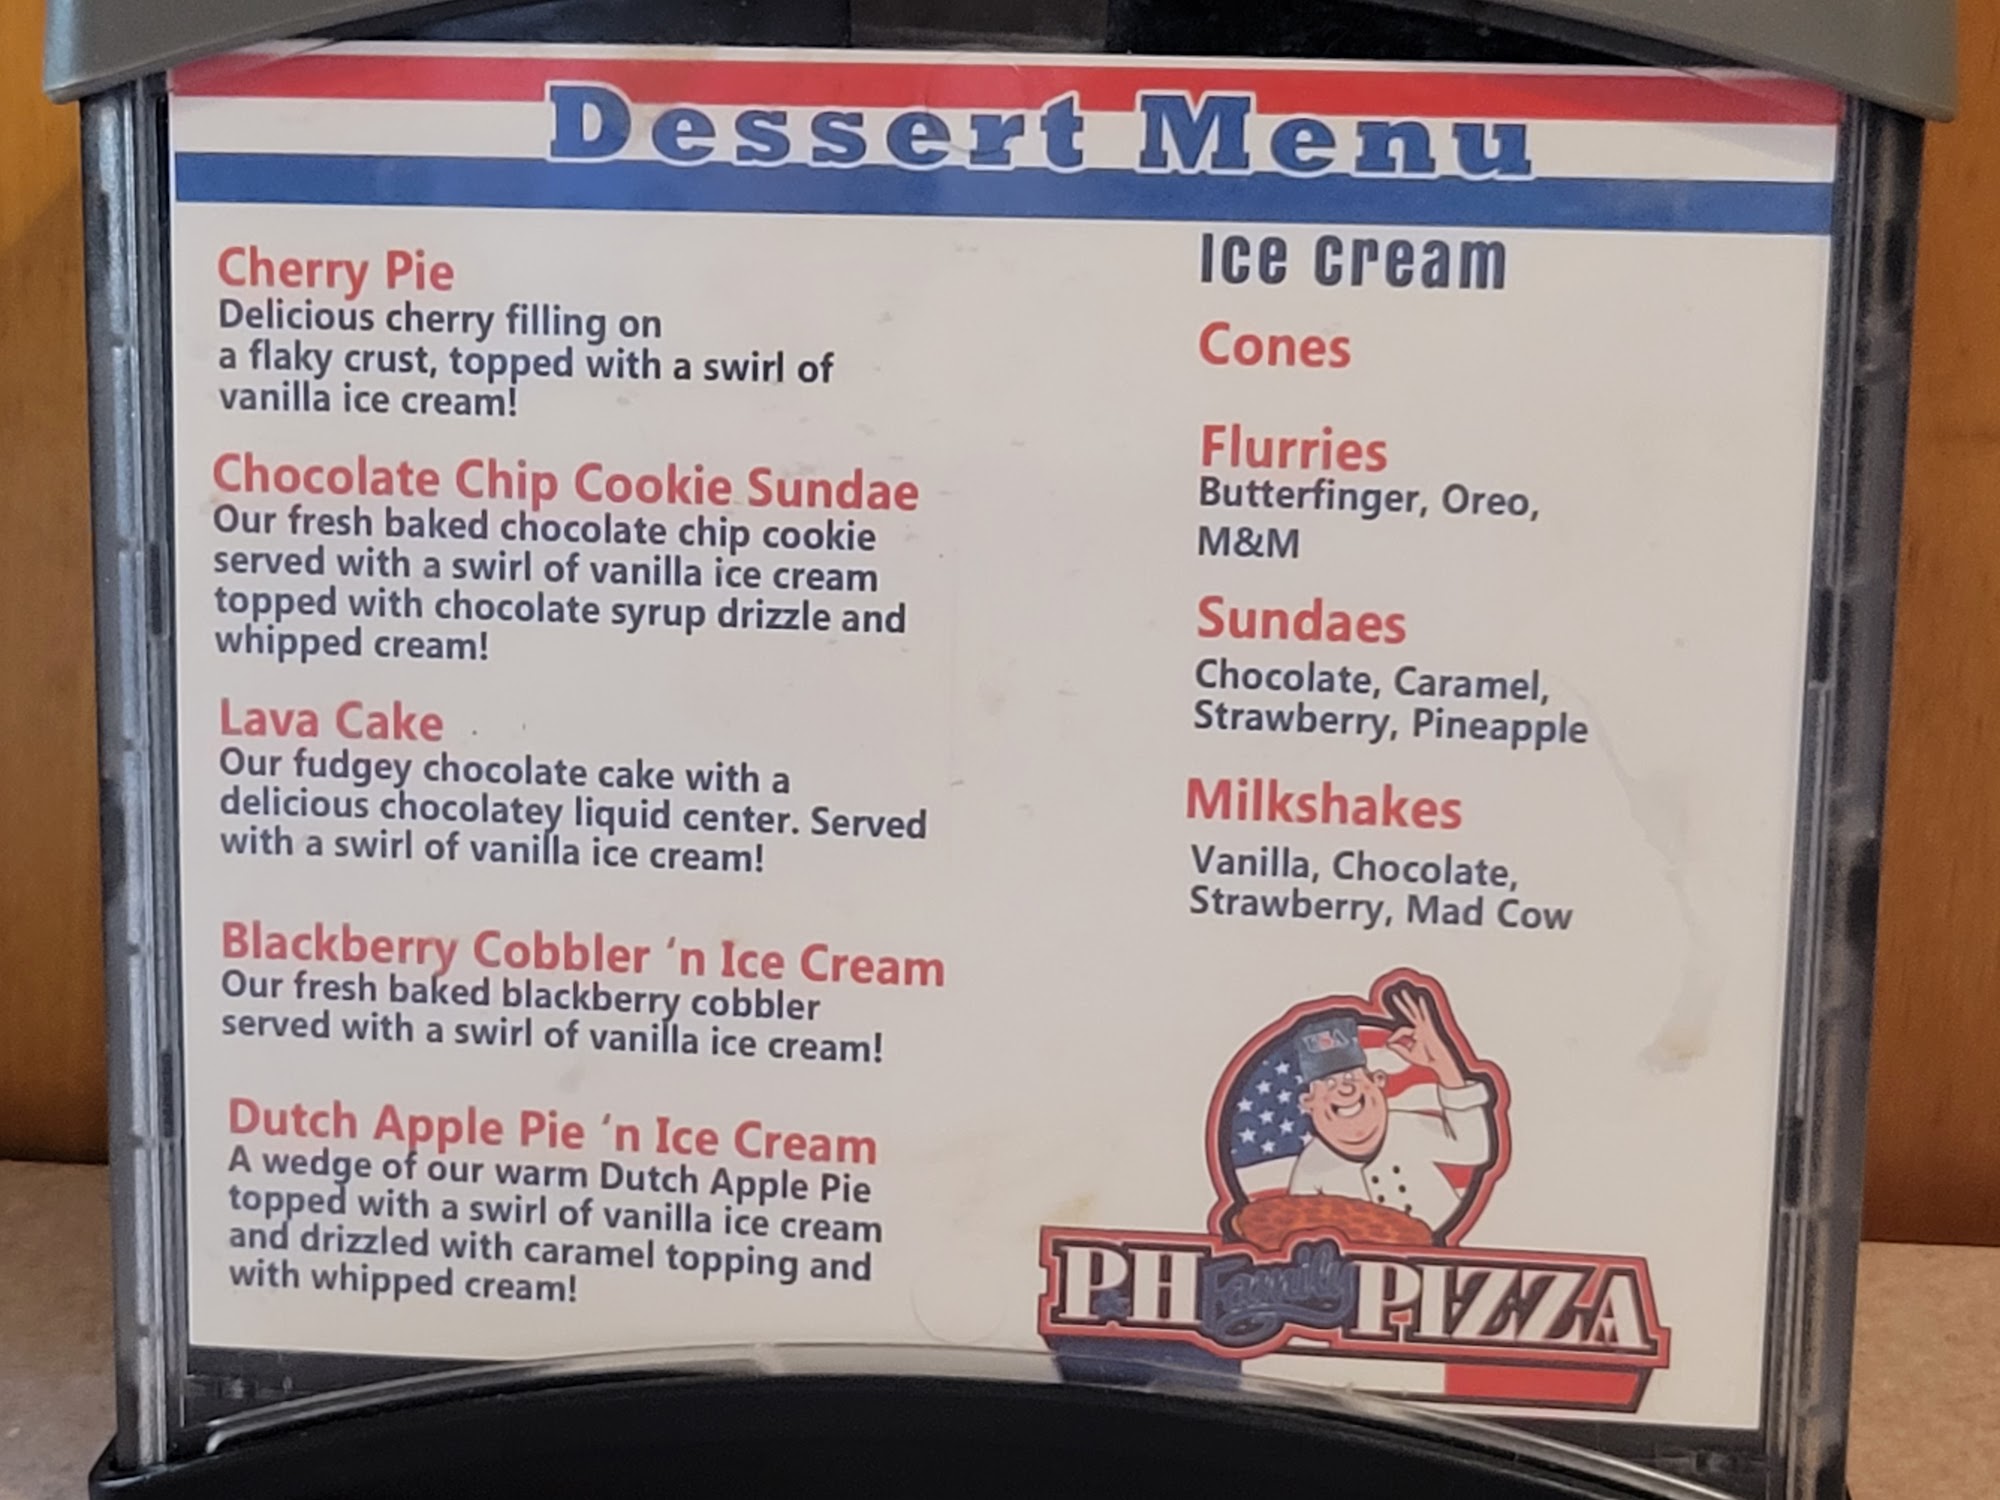 Dessert Menu
Cherry Pie
Delicious cherry filling on
a flaky crust, topped with a swirl of
vanilla ice cream!
Chocolate Chip Cookie Sundae
Our fresh baked chocolate chip cookie
served with a swirl of vanilla ice cream
topped with chocolate syrup drizzle and
whipped cream!
Lava Cake
Our fudgey chocolate cake with a
delicious chocolatey liquid center. Served
with a swirl of vanilla ice cream!
Blackberry Cobbler ‘n Ice Cream
Our fresh baked blackberry cobbler
served with a swirl of vanilla ice cream!
Dutch Apple Pie ‘n Ice Cream
A wedge of our warm Dutch Apple Pie
topped with a swirl of vanilla ice cream
and drizzled with caramel topping and
with whipped cream!
Ice Cream
Cones
Flurries
Butterfinger, Oreo,
M&M
Sundaes
Chocolate, Caramel,
Strawberry, Pineapple
Milkshakes
Vanilla, Chocolate,
Strawberry, Mad Cow
USA
P&H Family PIZZA